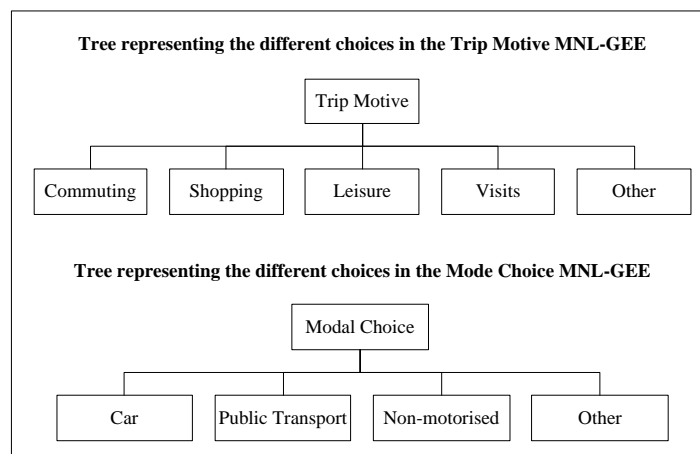 Tree representing the different choices in the Trip Motive MNL-GEE
Trip Motive
Commuting
Shopping
Leisure
Visits
Other
Tree representing the different choices in the Mode Choice MNL-GEE
Modal Choice
Car
Public Transport
Non-motorised
Other